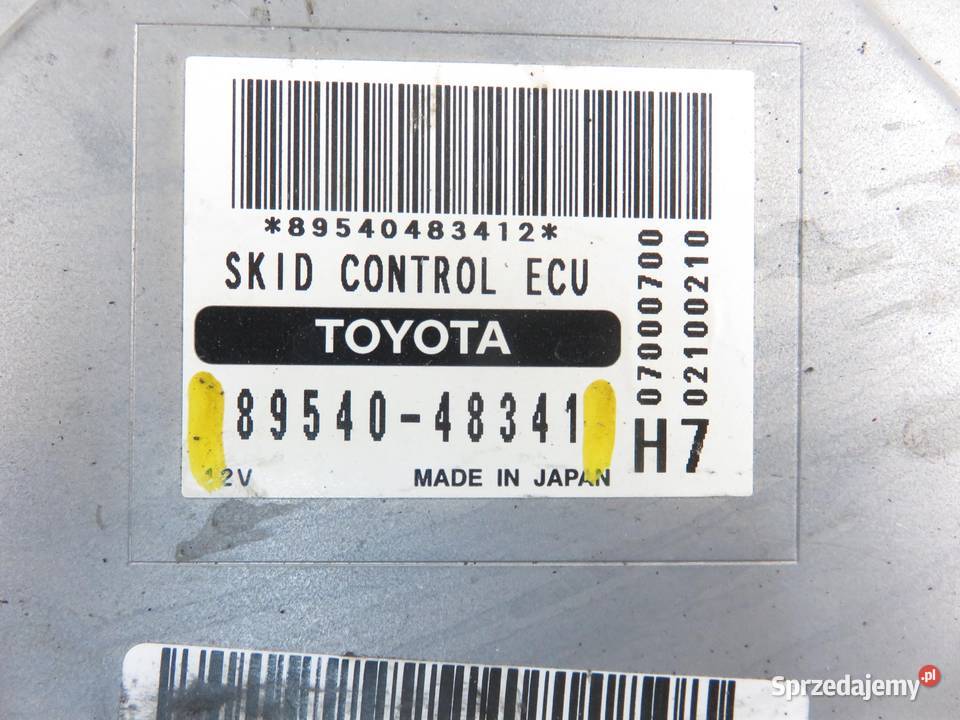 *89540483412*
SKID CONTROL ECU
TOYOTA
89540-48341
12V MADE IN JAPAN
H7
07000700
02100210
Sprzedajemy.pl